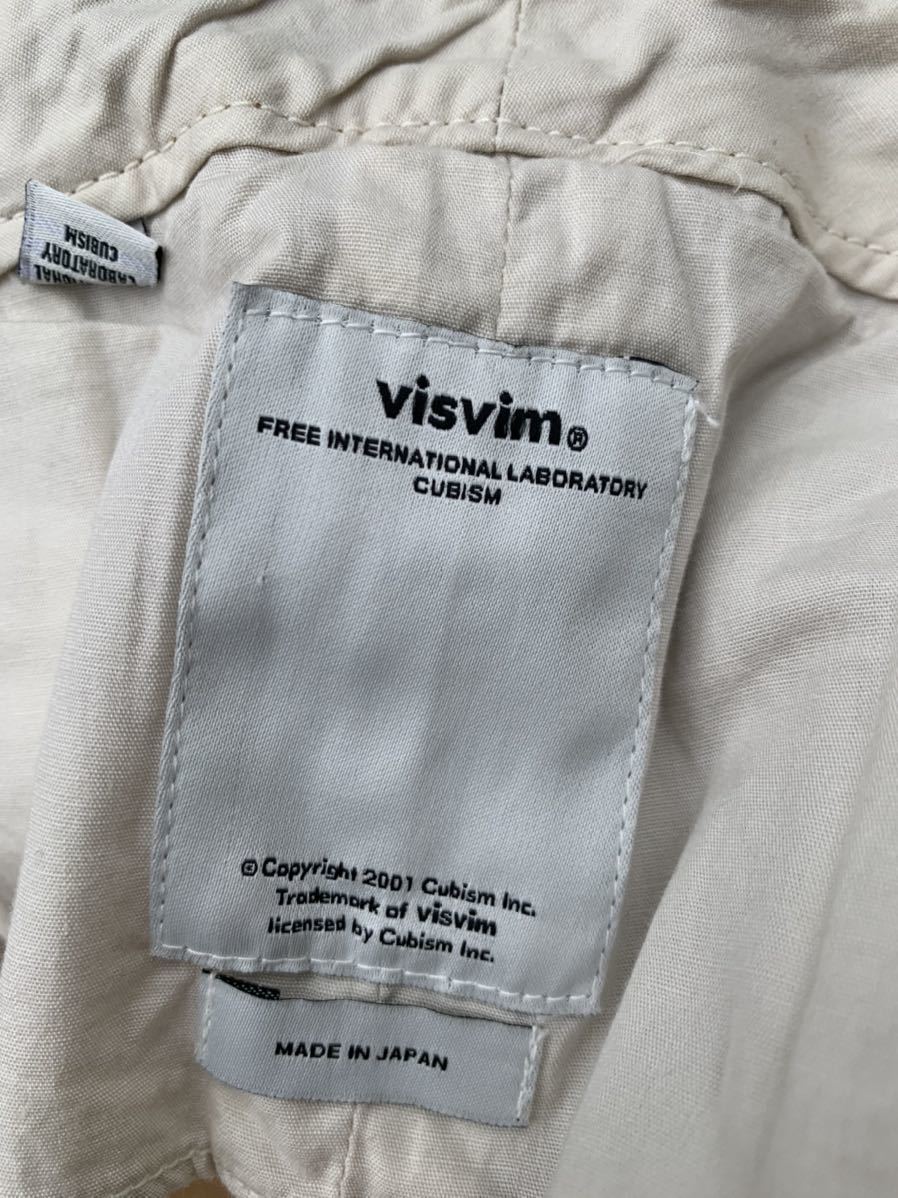 visvim®
FREE INTERNATIONAL LABORATORY
CUBISM
© Copyright 2001 Cubism Inc.
Trademark of visvim
licensed by Cubism Inc.
MADE IN JAPAN
LABORATORY
CUBISM